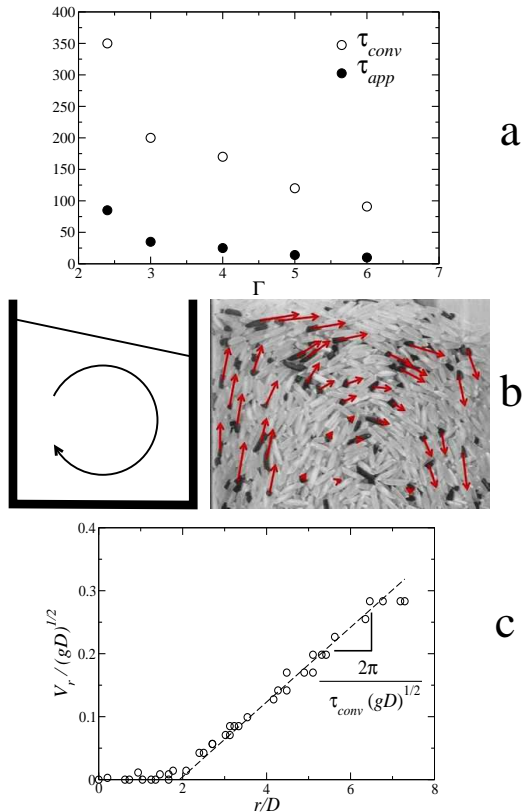 400
350
300
250
200
150
100
50
0
τconv
τapp
a
2 3 4 5 6 7
Γ
b
0.4
0.3
0.2
0.1
0
Vr / (gD)^1/2
c
2π
τconv (gD)^1/2
0 2 4 6 8
r/D